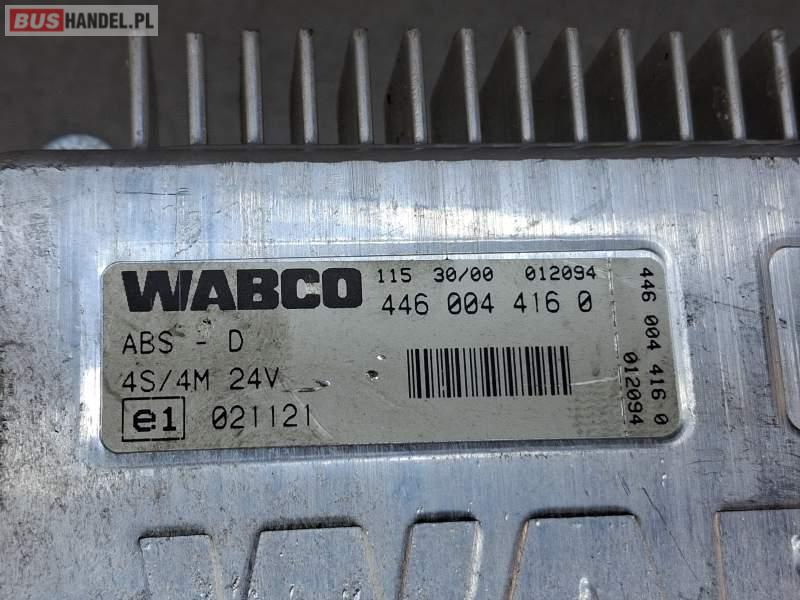 BUSHANDEL.PL
WABCO
115 30/00 012094
446 004 416 0
ABS - D
4S/4M 24V
e1 021121
446 004 416 0
012094